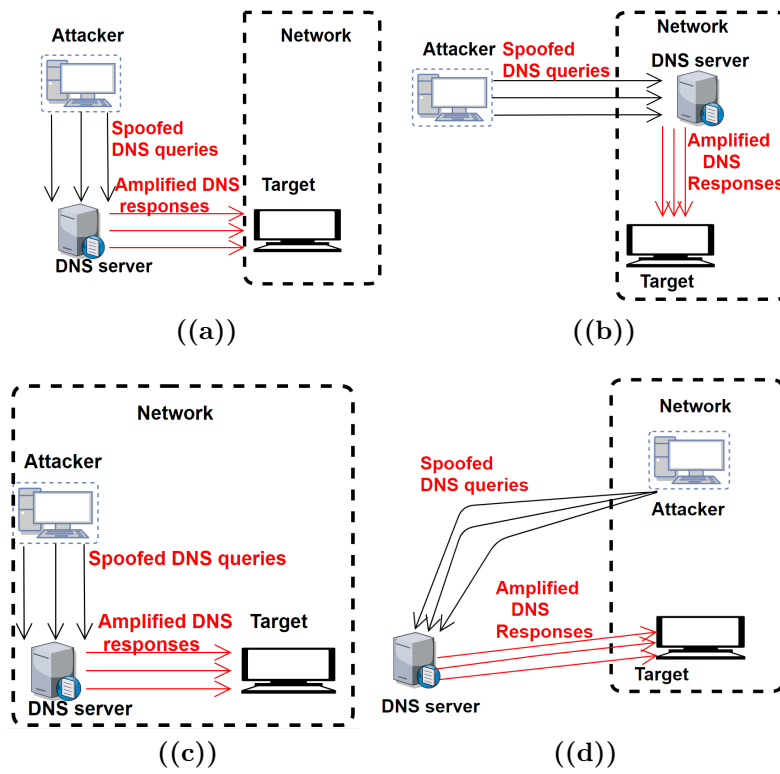 Attacker
Network
Spoofed
DNS queries
Amplified DNS
responses
Target
DNS server
((a))
Network
Attacker
Spoofed
DNS queries
DNS server
Amplified
DNS
Responses
Target
((b))
Network
Attacker
Spoofed DNS queries
Amplified DNS
responses
Target
DNS server
((c))
Network
Spoofed
DNS queries
Attacker
Amplified
DNS
Responses
Target
DNS server
((d))